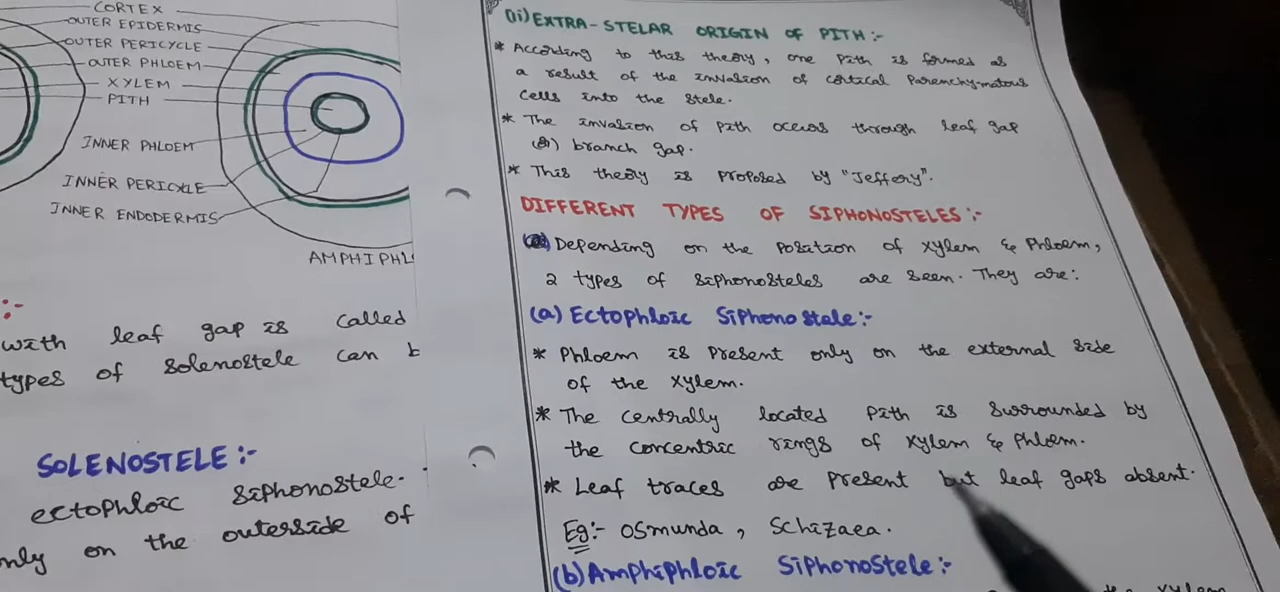 CORTEX
OUTER EPIDERMIS
OUTER PERICYCLE
OUTER PHLOEM
XYLEM
PITH
INNER PHLOEM
INNER PERICYCLE
INNER ENDODERMIS
AMPHIPHL
:-
with leaf gap is called
types of solenostele can b
SOLENOSTELE :-
ectophloic siphonostele.
nly on the outerside of
(ii) EXTRA-STELAR ORIGIN OF PITH :-
* According to this theory, one pith is formed as
a result of the invasion of cortical parenchymatous
cells into the stele.
* The invasion of pith occurs through leaf gap
(or) branch gap.
* This theory is proposed by "Jeffery".
DIFFERENT TYPES OF SIPHONOSTELES :-
Depending on the position of xylem & phloem,
2 types of siphonosteles are seen. They are:
(a) Ectophloic Siphonostele :-
* Phloem is present only on the external side
of the xylem.
* The centrally located pith is surrounded by
the concentric rings of xylem & phloem.
* Leaf traces are present but leaf gaps absent.
Eg:- Osmunda, Schizaea.
(b) Amphiphloic Siphonostele :-
the xylem